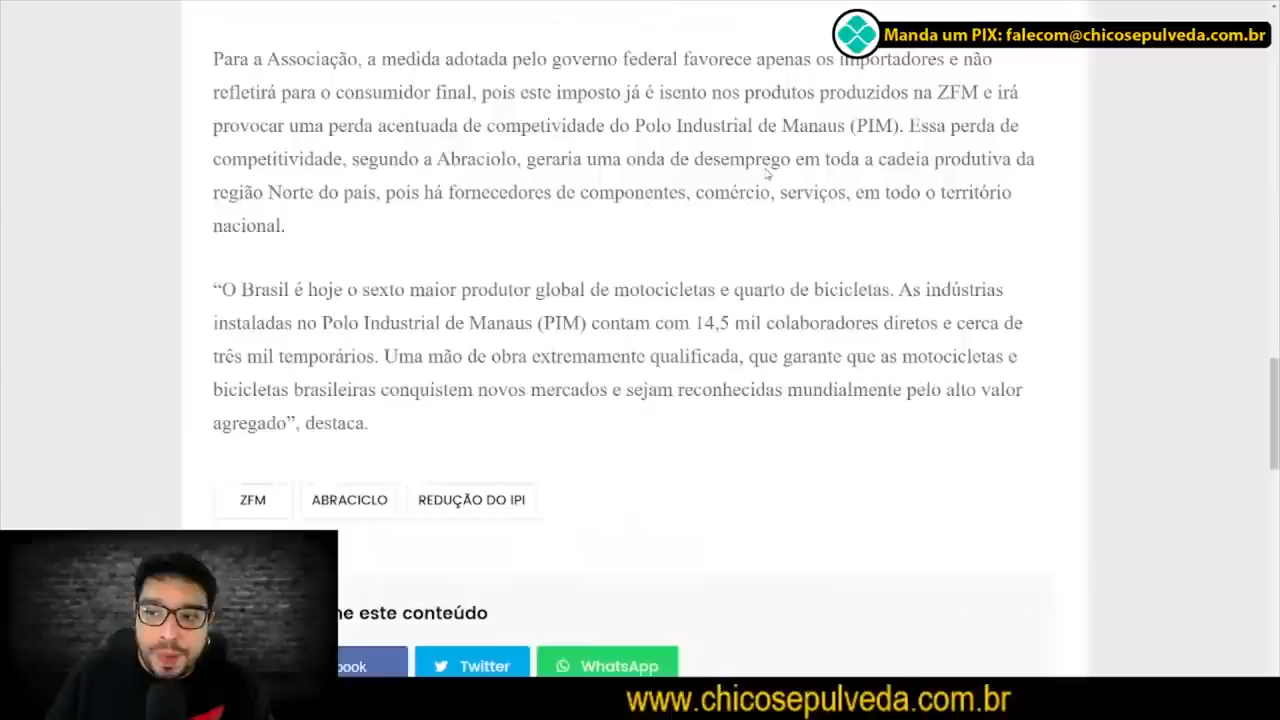 Manda um PIX: falecom@chicosepulveda.com.br
Para a Associação, a medida adotada pelo governo federal favorece apenas os importadores e não
refletirá para o consumidor final, pois este imposto já é isento nos produtos produzidos na ZFM e irá
provocar uma perda acentuada de competividade do Polo Industrial de Manaus (PIM). Essa perda de
competitividade, segundo a Abraciolo, geraria uma onda de desemprego em toda a cadeia produtiva da
região Norte do país, pois há fornecedores de componentes, comércio, serviços, em todo o território
nacional.
“O Brasil é hoje o sexto maior produtor global de motocicletas e quarto de bicicletas. As indústrias
instaladas no Polo Industrial de Manaus (PIM) contam com 14,5 mil colaboradores diretos e cerca de
três mil temporários. Uma mão de obra extremamente qualificada, que garante que as motocicletas e
bicicletas brasileiras conquistem novos mercados e sejam reconhecidas mundialmente pelo alto valor
agregado”, destaca.
ZFM ABRACICLO REDUÇÃO DO IPI
este conteúdo
Twitter WhatsApp
www.chicosepulveda.com.br